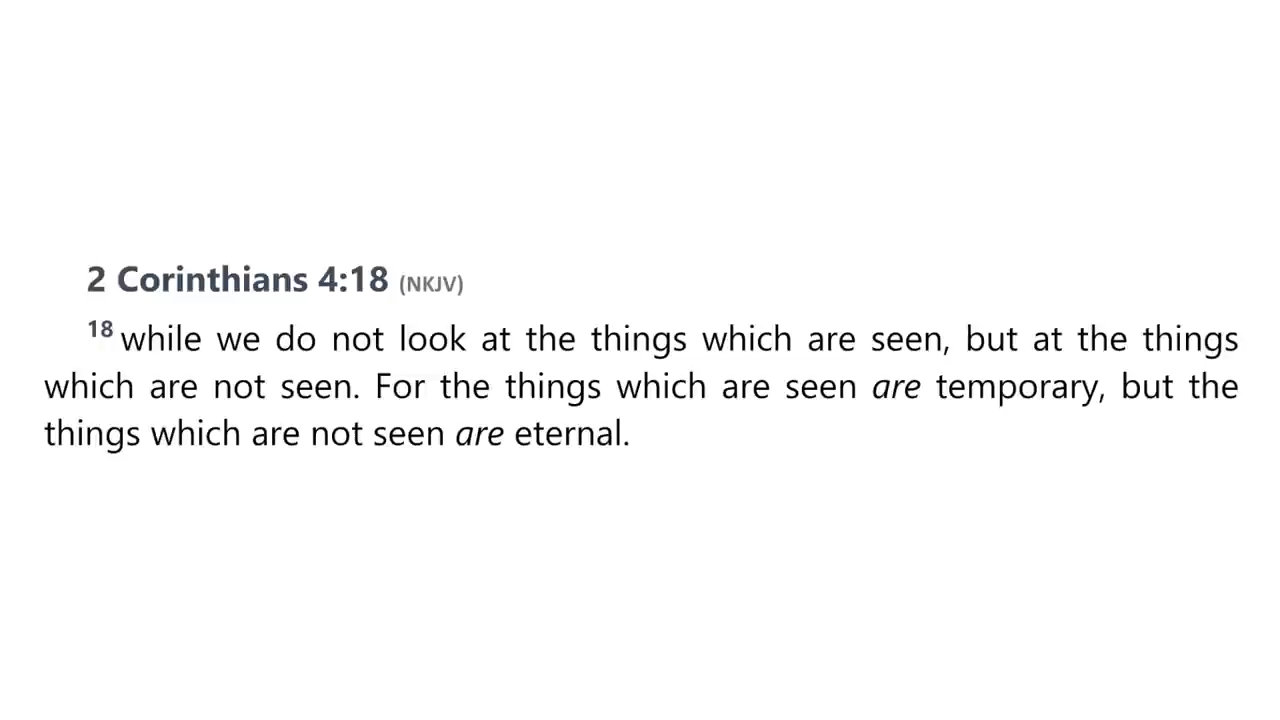 2 Corinthians 4:18 (NKJV)
18 while we do not look at the things which are seen, but at the things
which are not seen. For the things which are seen are temporary, but the
things which are not seen are eternal.